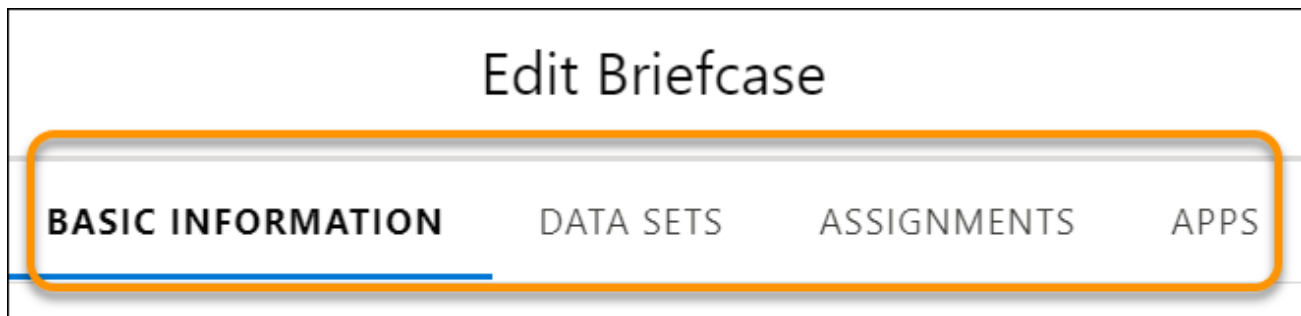 Edit Briefcase
BASIC INFORMATION DATA SETS ASSIGNMENTS APPS